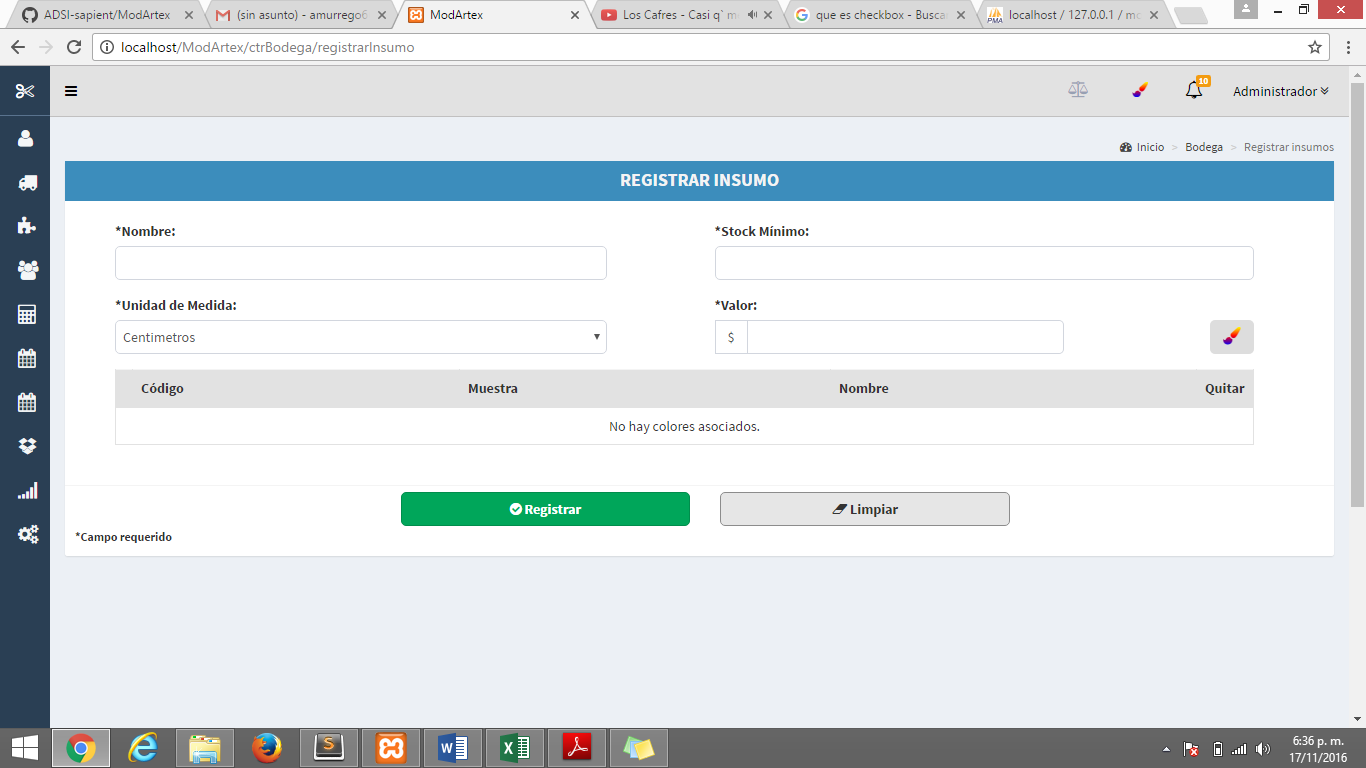 ADSI-sapient/ModArtex
(sin asunto) - amurrego6
ModArtex
Los Cafres - Casi q` m
que es checkbox - Busca
localhost / 127.0.0.1 / mo
localhost/ModArtex/ctrBodega/registrarInsumo
10
Administrador
Inicio > Bodega > Registrar insumos
REGISTRAR INSUMO
*Nombre:
*Stock Mínimo:
*Unidad de Medida:
*Valor:
Centimetros
$
Código Muestra Nombre Quitar
No hay colores asociados.
Registrar
Limpiar
*Campo requerido
6:36 p. m.
17/11/2016